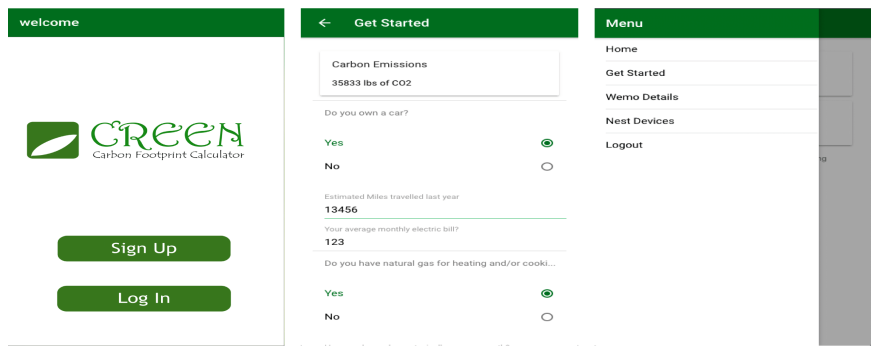 welcome
CREEN
Carbon Footprint Calculator
Sign Up
Log In
Get Started
Carbon Emissions
35833 lbs of CO2
Do you own a car?
Yes
No
Estimated Miles travelled last year
13456
Your average monthly electric bill?
123
Do you have natural gas for heating and/or cooki...
Yes
No
Menu
Home
Get Started
Wemo Details
Nest Devices
Logout